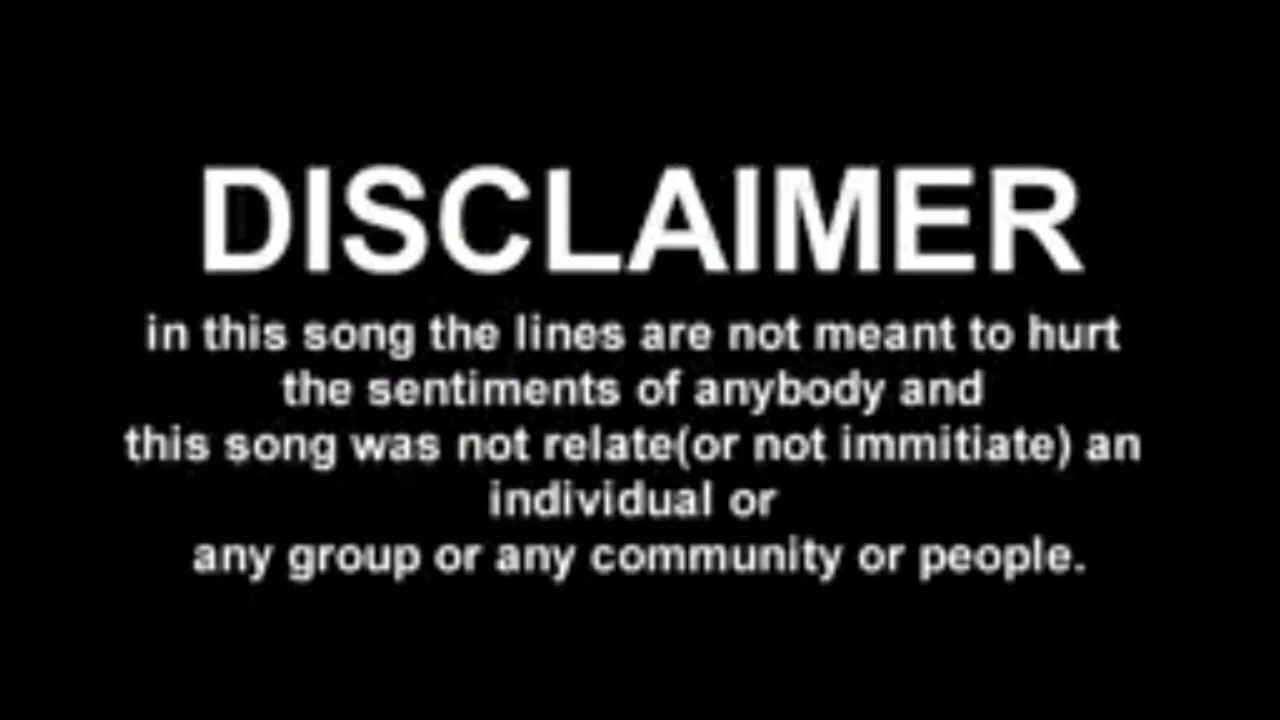 DISCLAIMER
in this song the lines are not meant to hurt
the sentiments of anybody and
this song was not relate(or not immitiate) an
individual or
any group or any community or people.